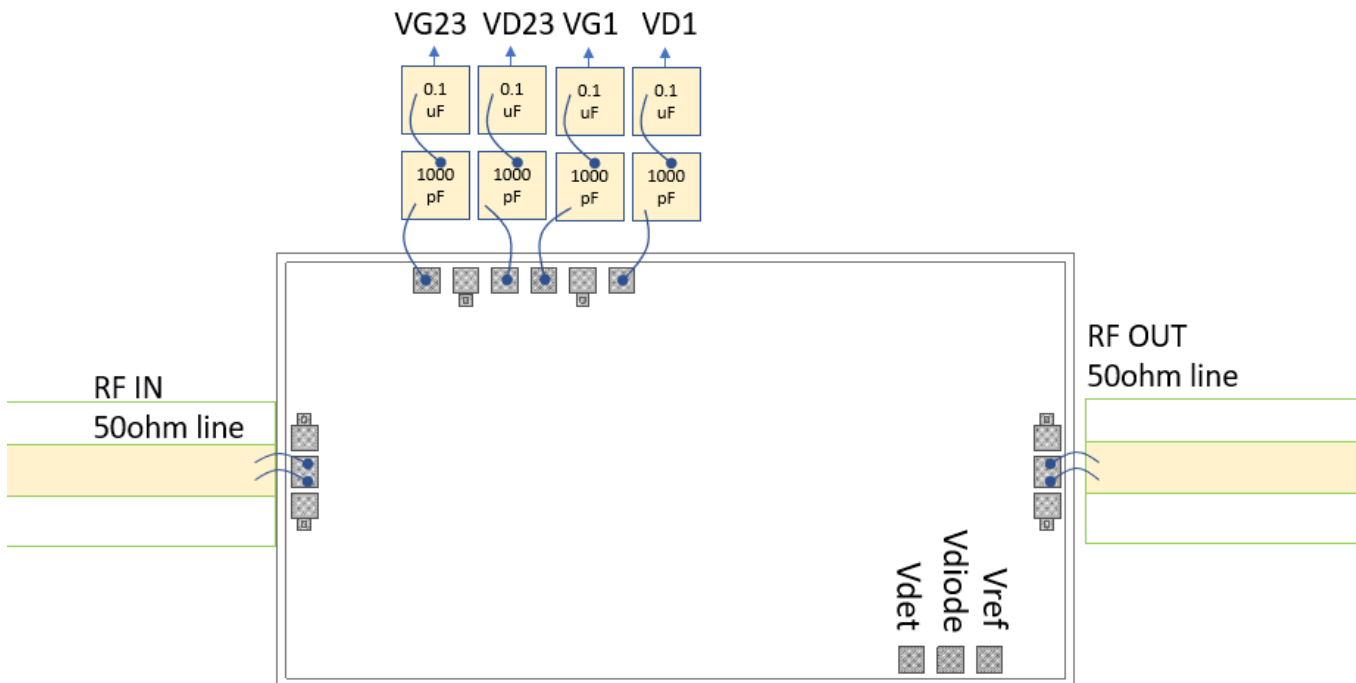 VG23 VD23 VG1 VD1
0.1 0.1 0.1 0.1
uF uF uF uF
1000 1000 1000 1000
pF pF pF pF
RF OUT
50ohm line
RF IN
50ohm line
Vdet
Vdiode
Vref